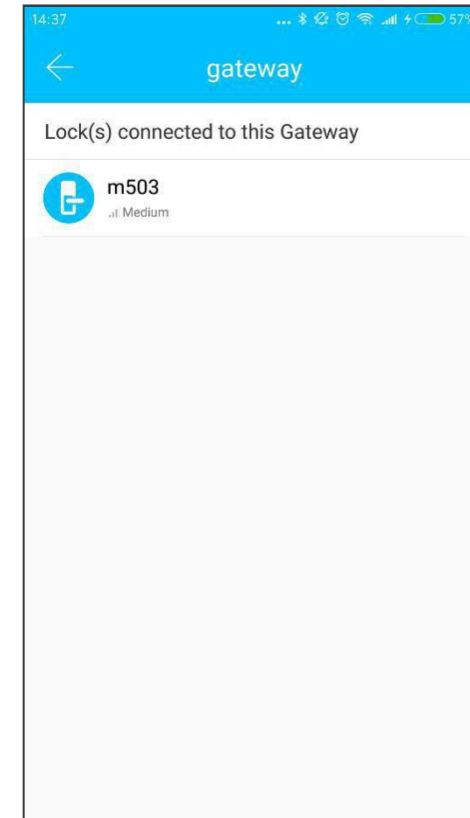 14:37 ... 57%
gateway
Lock(s) connected to this Gateway
m503
Medium